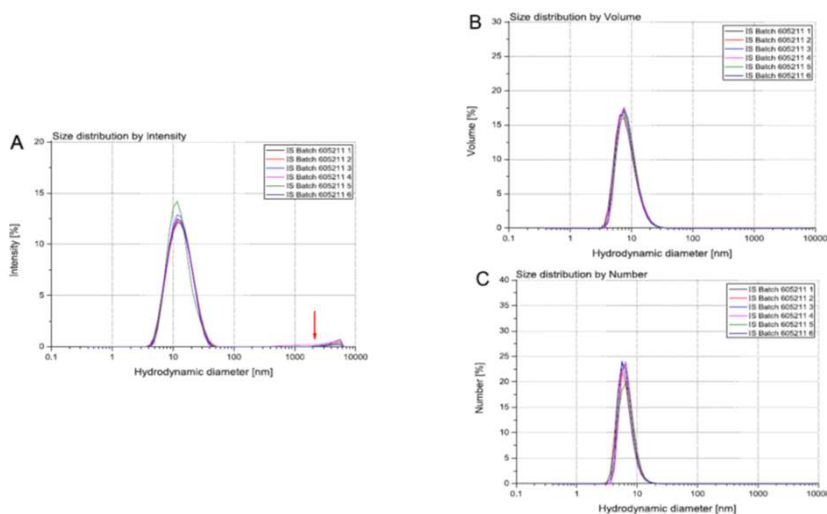 A
Size distribution by Intensity
20
15
10
5
0
Intensity [%]
IS Batch 605211 1
IS Batch 605211 2
IS Batch 605211 3
IS Batch 605211 4
IS Batch 605211 5
IS Batch 605211 6
0.1 1 10 100 1000 10000
Hydrodynamic diameter [nm]
B
Size distribution by Volume
30
25
20
15
10
5
0
Volume [%]
IS Batch 605211 1
IS Batch 605211 2
IS Batch 605211 3
IS Batch 605211 4
IS Batch 605211 5
IS Batch 605211 6
0.1 1 10 100 1000 10000
Hydrodynamic diameter [nm]
C
Size distribution by Number
40
35
30
25
20
15
10
5
0
Number [%]
IS Batch 605211 1
IS Batch 605211 2
IS Batch 605211 3
IS Batch 605211 4
IS Batch 605211 5
IS Batch 605211 6
0.1 1 10 100 1000 10000
Hydrodynamic diameter [nm]